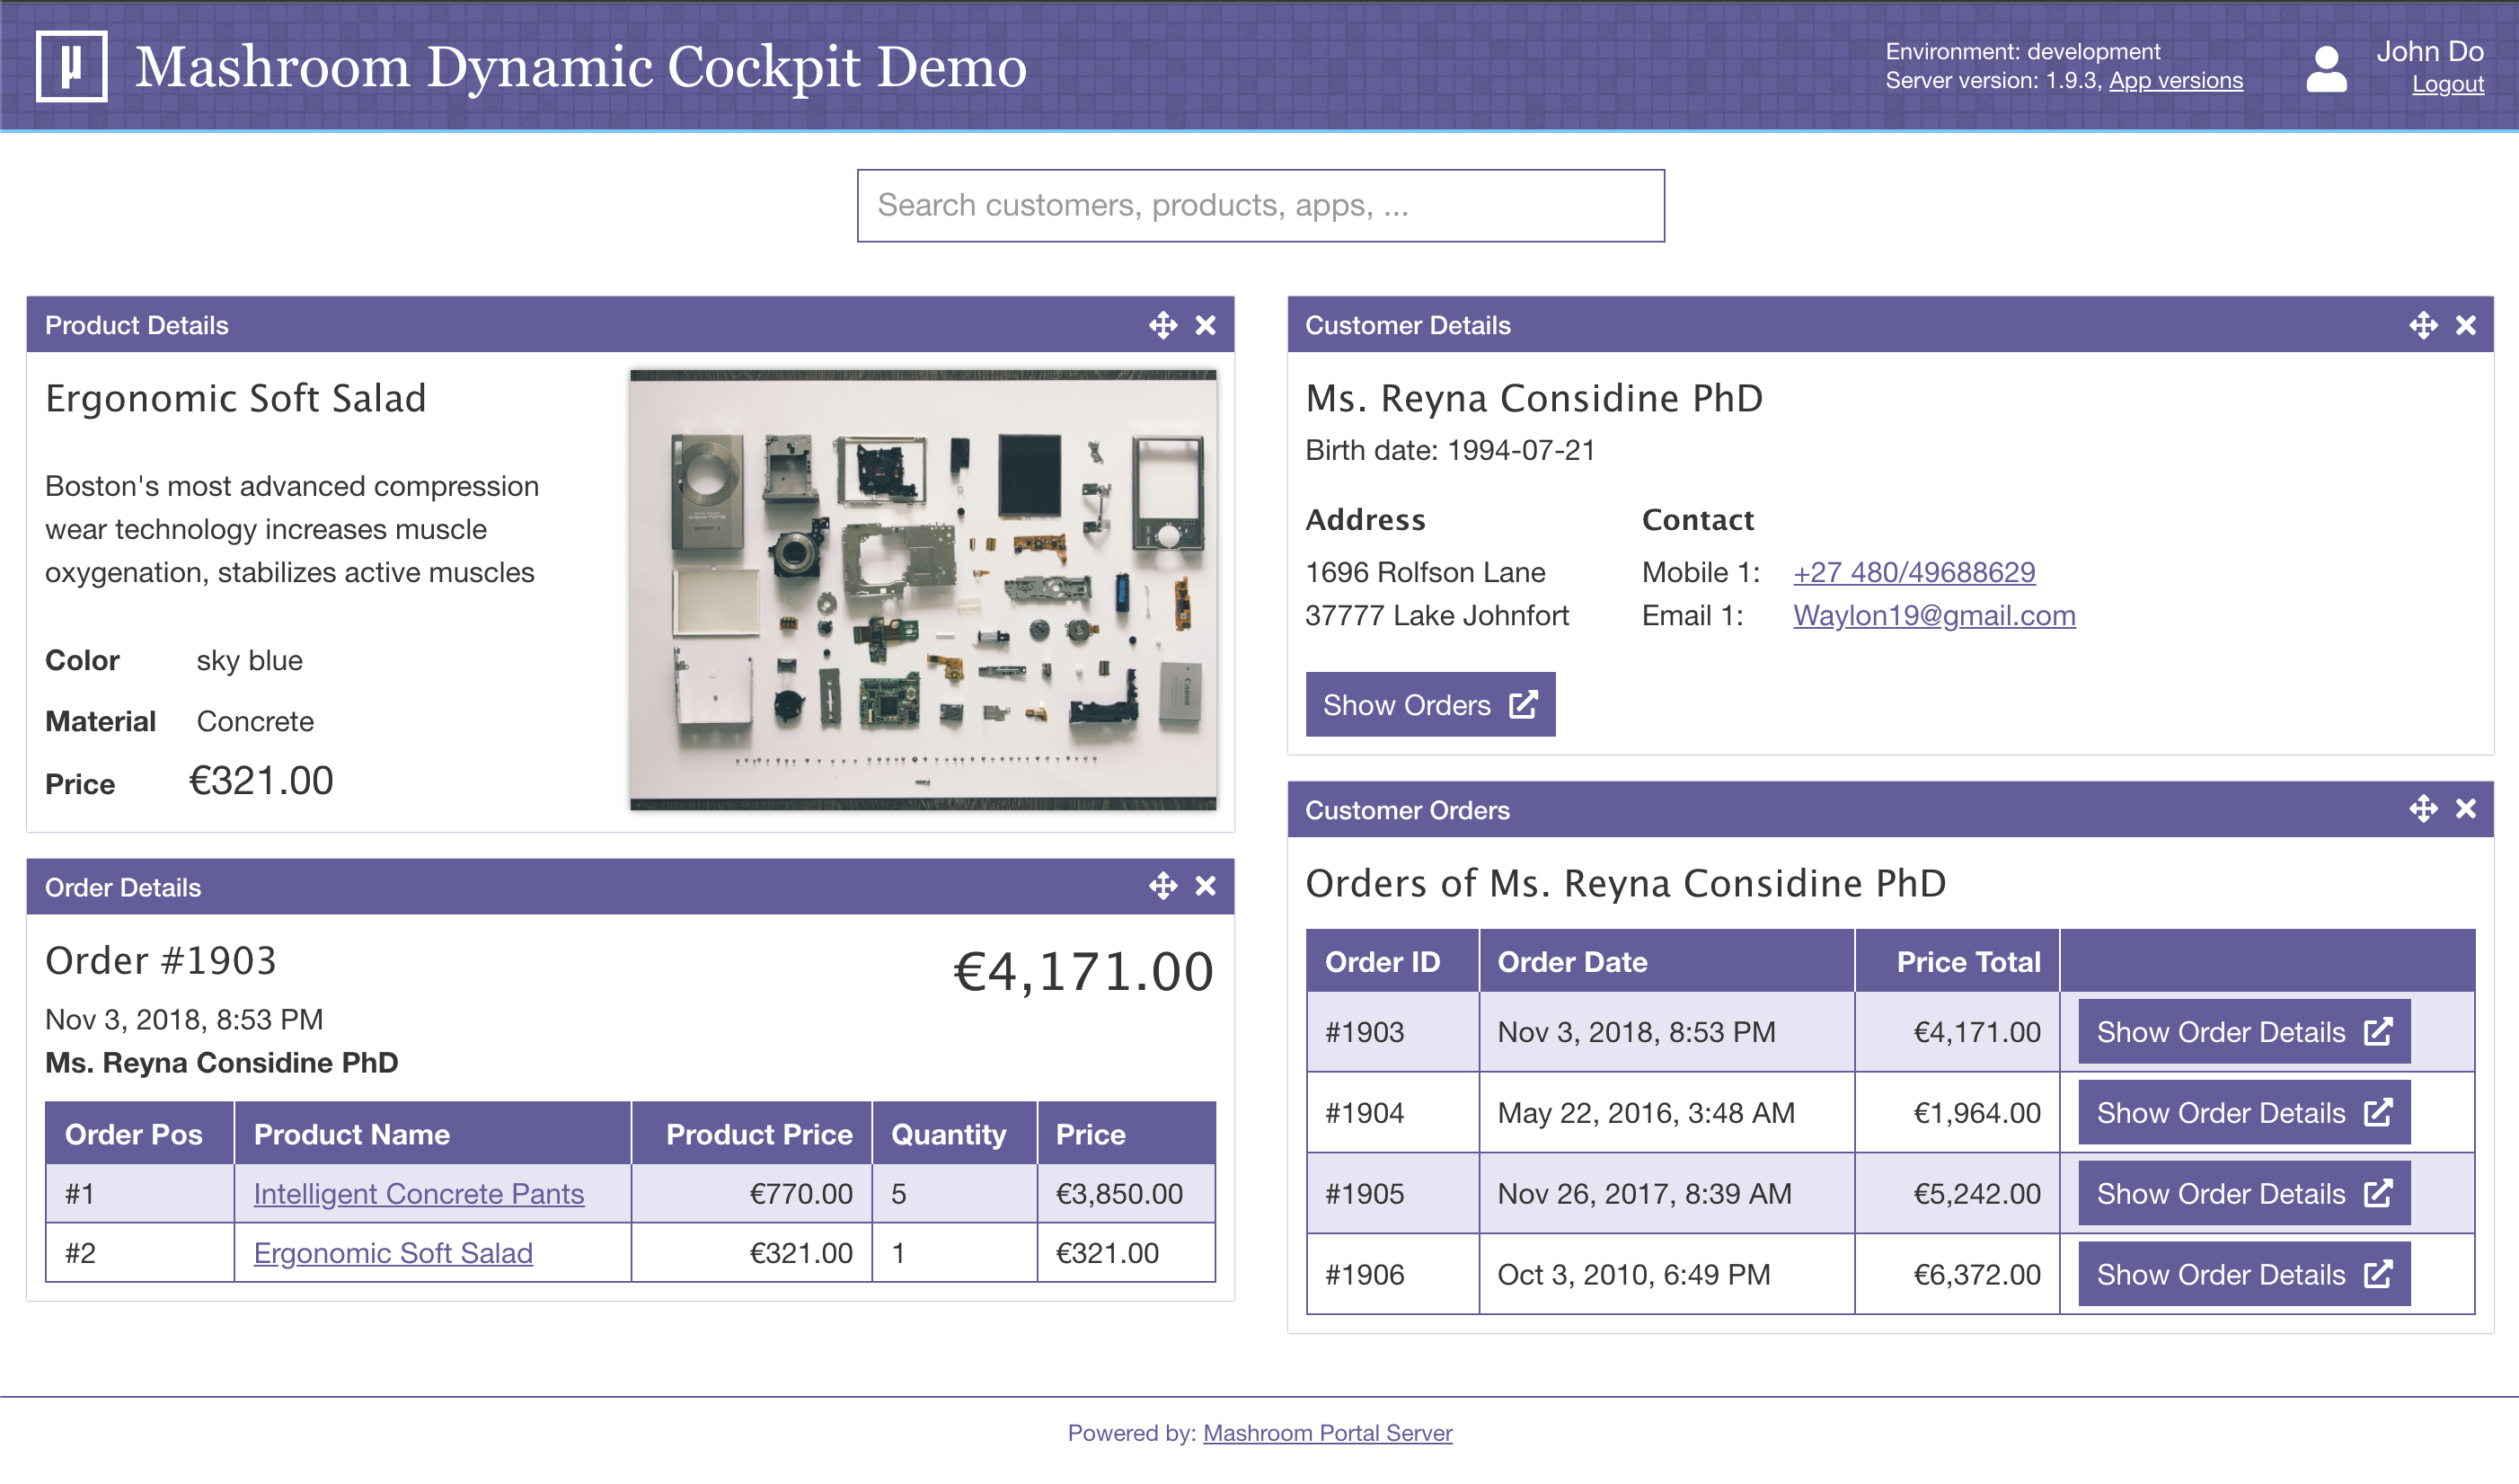 μ Mashroom Dynamic Cockpit Demo
Environment: development
Server version: 1.9.3, App versions
John Do
Logout
Search customers, products, apps, ...
Product Details
Ergonomic Soft Salad
Boston's most advanced compression
wear technology increases muscle
oxygenation, stabilizes active muscles
Color sky blue
Material Concrete
Price €321.00
Canon
Order Details
Order #1903
€4,171.00
Nov 3, 2018, 8:53 PM
Ms. Reyna Considine PhD
Order Pos Product Name Product Price Quantity Price
#1 Intelligent Concrete Pants €770.00 5 €3,850.00
#2 Ergonomic Soft Salad €321.00 1 €321.00
Customer Details
Ms. Reyna Considine PhD
Birth date: 1994-07-21
Address Contact
1696 Rolfson Lane Mobile 1: +27 480/49688629
37777 Lake Johnfort Email 1: Waylon19@gmail.com
Show Orders
Customer Orders
Orders of Ms. Reyna Considine PhD
Order ID Order Date Price Total
#1903 Nov 3, 2018, 8:53 PM €4,171.00 Show Order Details
#1904 May 22, 2016, 3:48 AM €1,964.00 Show Order Details
#1905 Nov 26, 2017, 8:39 AM €5,242.00 Show Order Details
#1906 Oct 3, 2010, 6:49 PM €6,372.00 Show Order Details
Powered by: Mashroom Portal Server